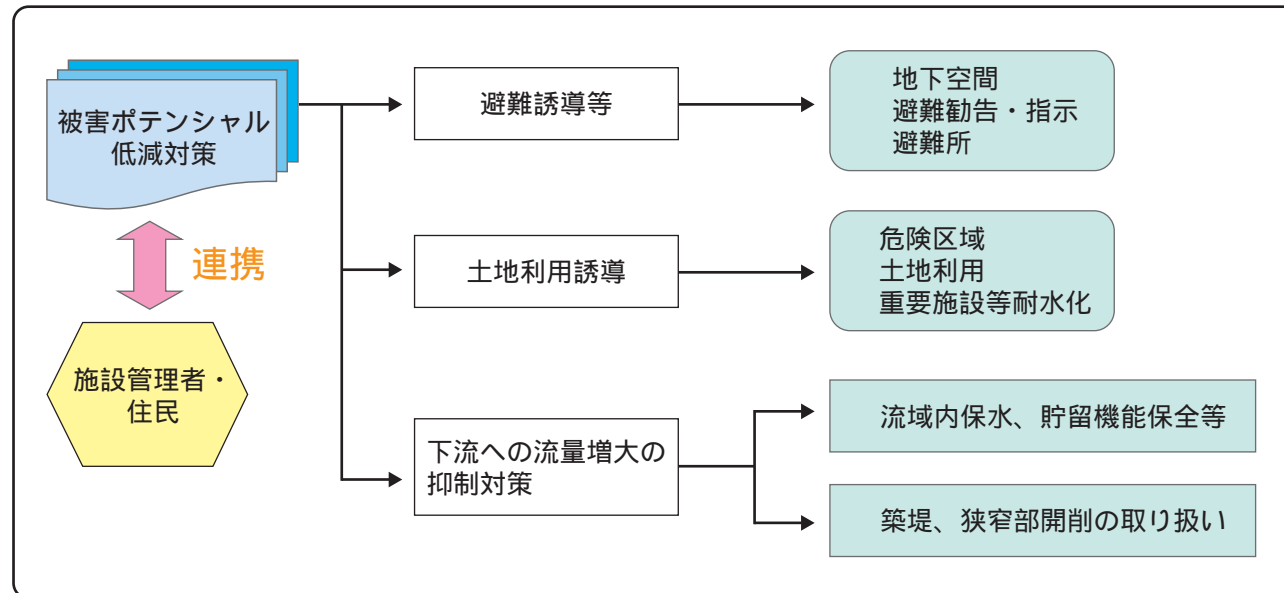 被害ポテンシャル
低減対策
連携
施設管理者・
住民
避難誘導等
地下空間
避難勧告・指示
避難所
土地利用誘導
危険区域
土地利用
重要施設等耐水化
下流への流量増大の
抑制対策
流域内保水、貯留機能保全等
築堤、狭窄部開削の取り扱い